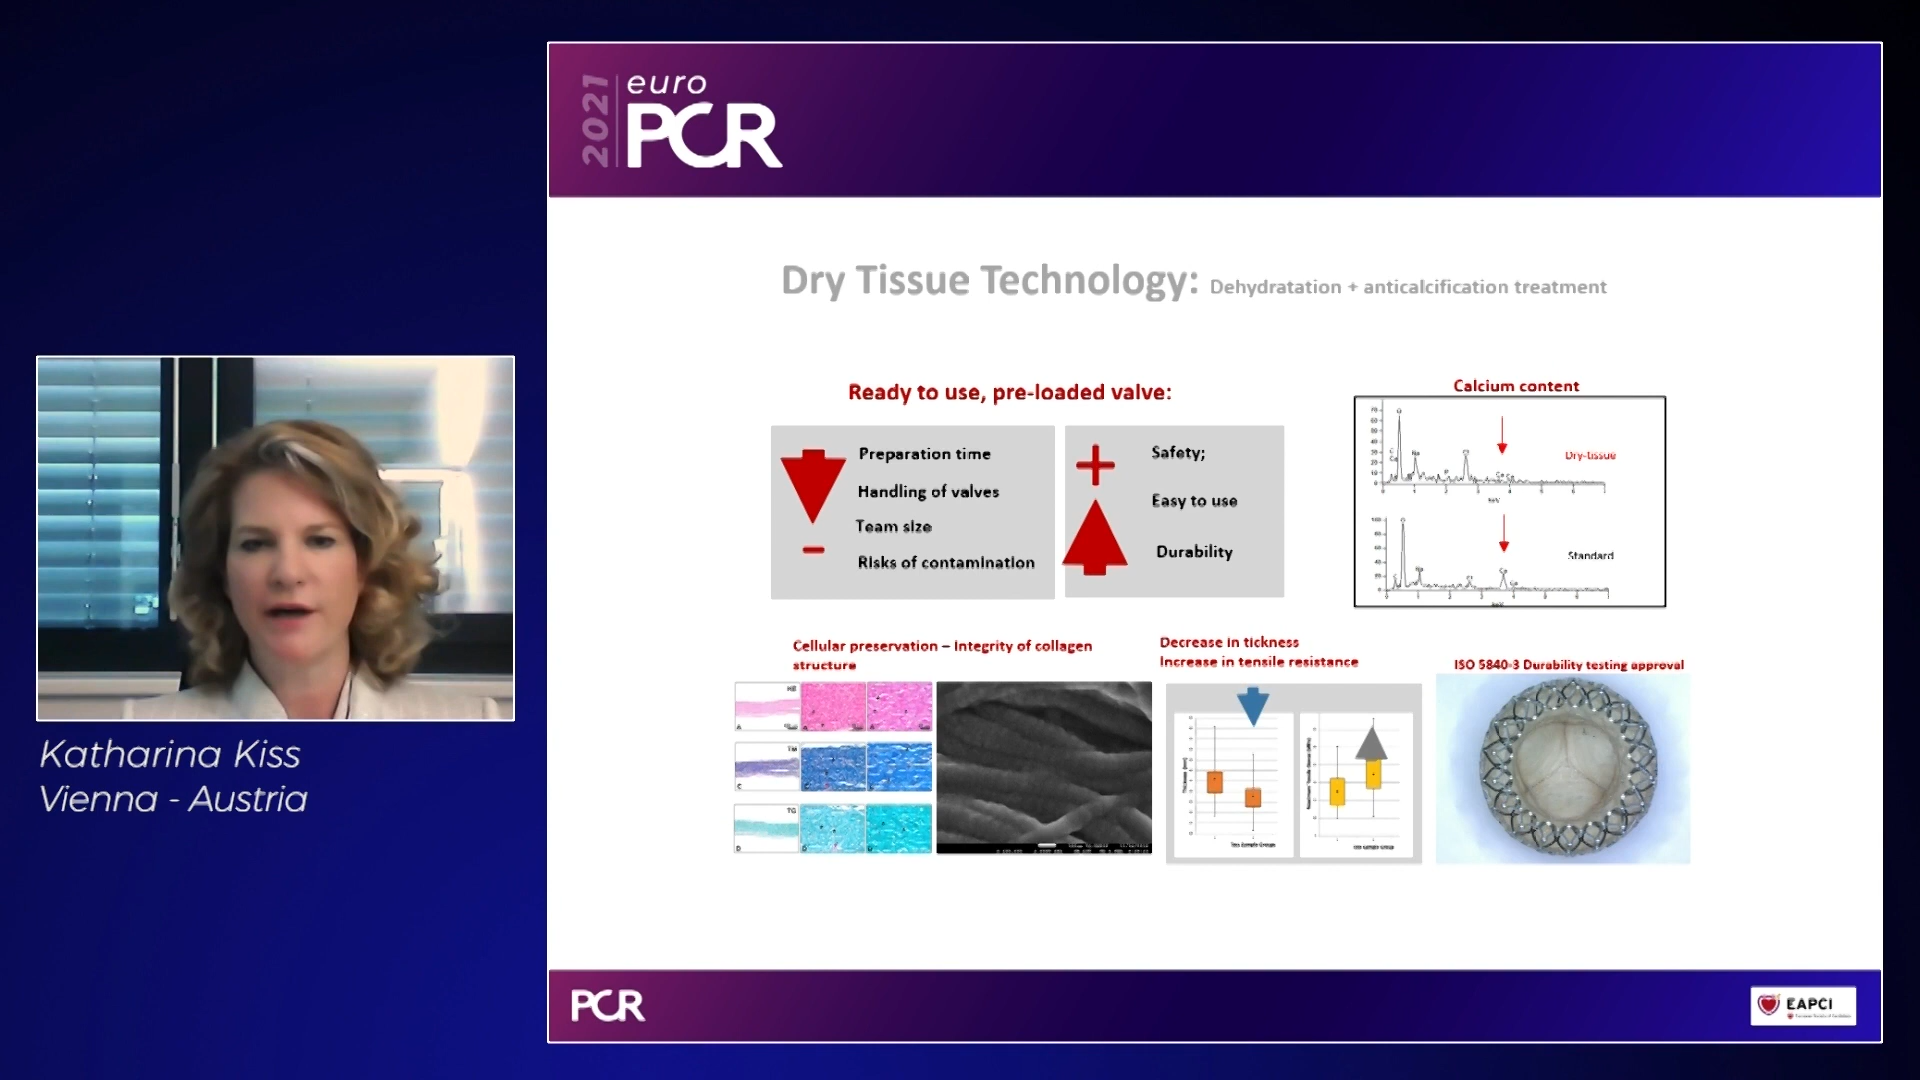 2021
euro
PCR
Dry Tissue Technology: Dehydratation + anticalcification treatment
Ready to use, pre-loaded valve:
Preparation time
Handling of valves
Team size
Risks of contamination
Safety;
Easy to use
Durability
Calcium content
Dry-tissue
Standard
Cellular preservation – Integrity of collagen
structure
Decrease in tickness
Increase in tensile resistance
ISO 5840-3 Durability testing approval
HE
TM
TG
Katharina Kiss
Vienna - Austria
PCR
EAPCI